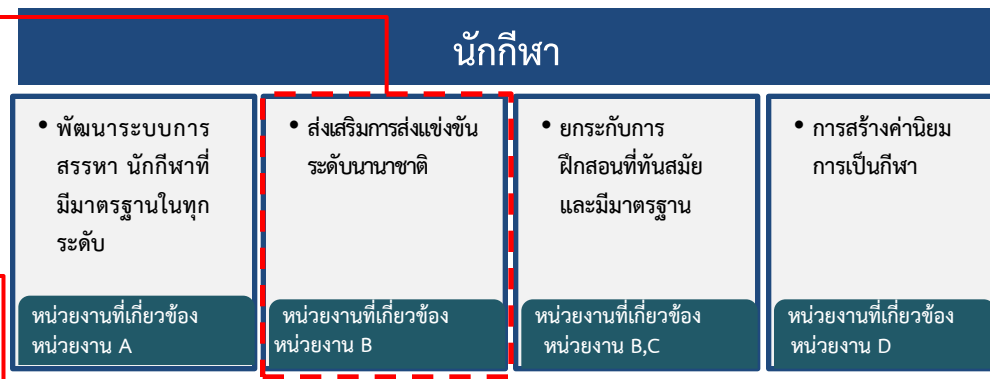 นักกีฬา
• พัฒนาระบบการ
สรรหา นักกีฬาที่
มีมาตรฐานในทุก
ระดับ
หน่วยงานที่เกี่ยวข้อง
หน่วยงาน A
• ส่งเสริมการส่งแข่งขัน
ระดับนานาชาติ
หน่วยงานที่เกี่ยวข้อง
หน่วยงาน B
• ยกระกับการ
ฝึกสอนที่ทันสมัย
และมีมาตรฐาน
หน่วยงานที่เกี่ยวข้อง
หน่วยงาน B,C
• การสร้างค่านิยม
การเป็นกีฬา
หน่วยงานที่เกี่ยวข้อง
หน่วยงาน D